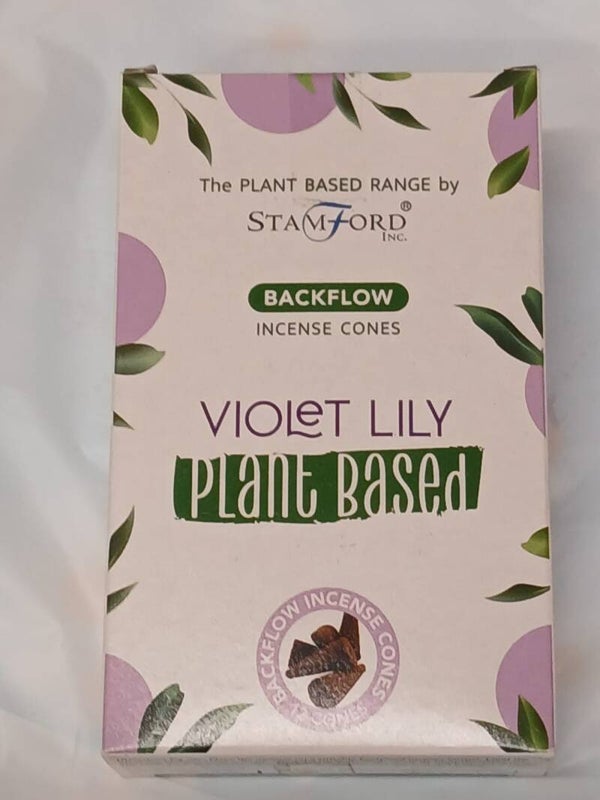 The PLANT BASED RANGE by
STAMFORD®
INC.
BACKFLOW
INCENSE CONES
VIOLET LILY
PLANT BASED
BACKFLOW INCENSE CONES